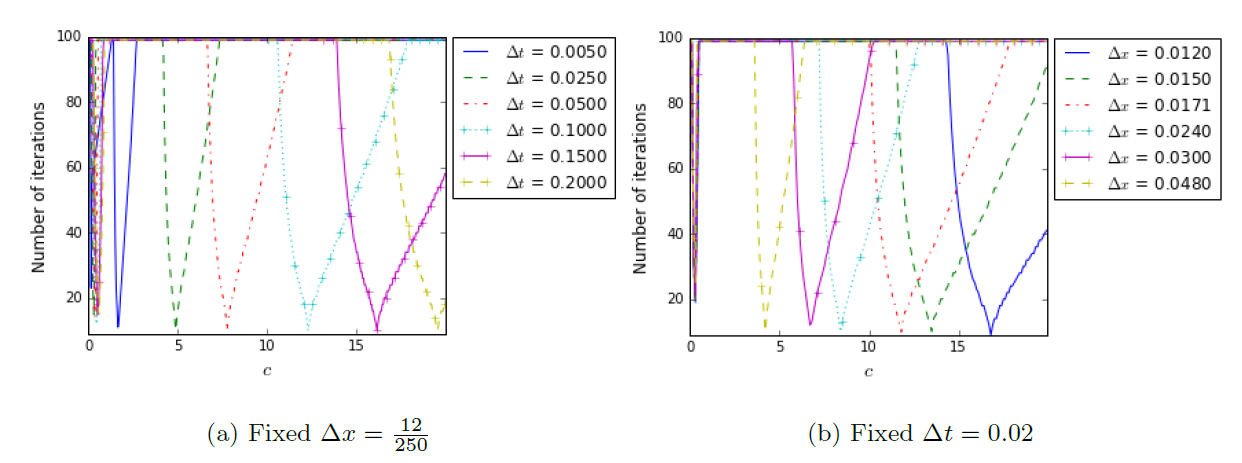 100
80
60
40
20
0
5
10
15
Number of iterations
c
Δt = 0.0050
Δt = 0.0250
Δt = 0.0500
Δt = 0.1000
Δt = 0.1500
Δt = 0.2000
(a) Fixed Δx = 12/250
100
80
60
40
20
0
5
10
15
Number of iterations
c
Δx = 0.0120
Δx = 0.0150
Δx = 0.0171
Δx = 0.0240
Δx = 0.0300
Δx = 0.0480
(b) Fixed Δt = 0.02